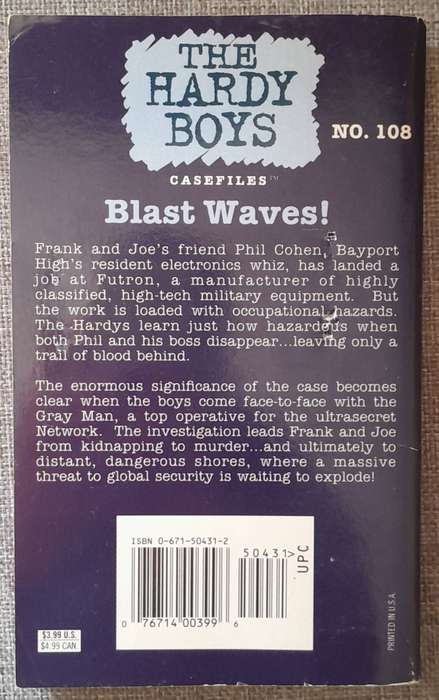 THE
HARDY
BOYS
NO. 108
CASEFILES™
Blast Waves!
Frank and Joe's friend Phil Cohen, Bayport
High's resident electronics whiz, has landed a
job at Futron, a manufacturer of highly
classified, high-tech military equipment. But
the work is loaded with occupational hazards.
The Hardys learn just how hazardous when
both Phil and his boss disappear...leaving only a
trail of blood behind.
The enormous significance of the case becomes
clear when the boys come face-to-face with the
Gray Man, a top operative for the ultrasecret
Network. The investigation leads Frank and Joe
from kidnapping to murder...and ultimately to
distant, dangerous shores, where a massive
threat to global security is waiting to explode!
ISBN 0-671-50431-2
50431>
UPC
0 76714 00399 6
$3.99 U.S.
$4.99 CAN.
PRINTED IN U.S.A.